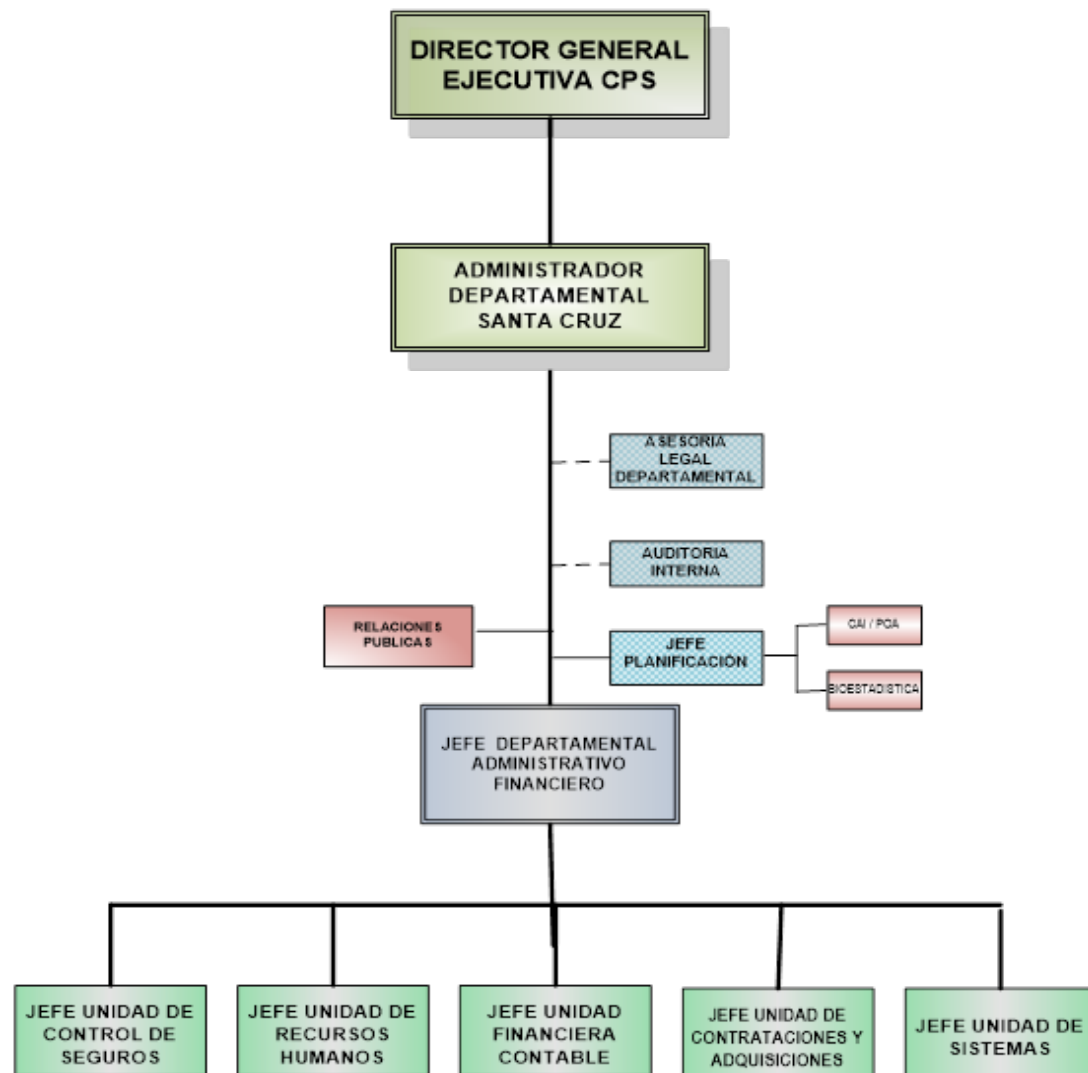 DIRECTOR GENERAL
EJECUTIVA CPS
ADMINISTRADOR
DEPARTAMENTAL
SANTA CRUZ
ASESORIA
LEGAL
DEPARTAMENTAL
AUDITORIA
INTERNA
RELACIONES
PUBLICAS
JEFE
PLANIFICACIÓN
CAI / POA
BIOESTADISTICA
JEFE DEPARTAMENTAL
ADMINISTRATIVO
FINANCIERO
JEFE UNIDAD DE
CONTROL DE
SEGUROS
JEFE UNIDAD DE
RECURSOS
HUMANOS
JEFE UNIDAD
FINANCIERA
CONTABLE
JEFE UNIDAD DE
CONTRATACIONES Y
ADQUISICIONES
JEFE UNIDAD DE
SISTEMAS